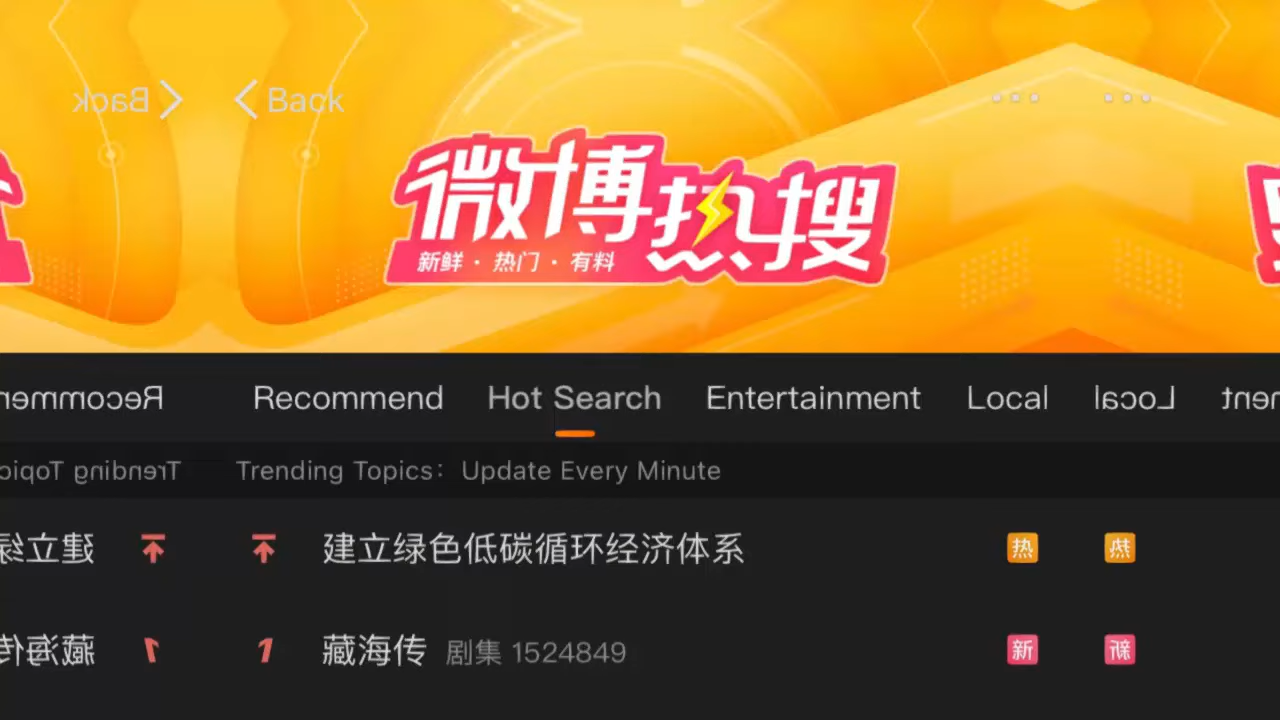 Back
微博热搜
新鲜 · 热门 · 有料
Recommend Hot Search Entertainment Local
Trending Topics: Update Every Minute
建立绿色低碳循环经济体系 热
1 藏海传 剧集 1524849 新